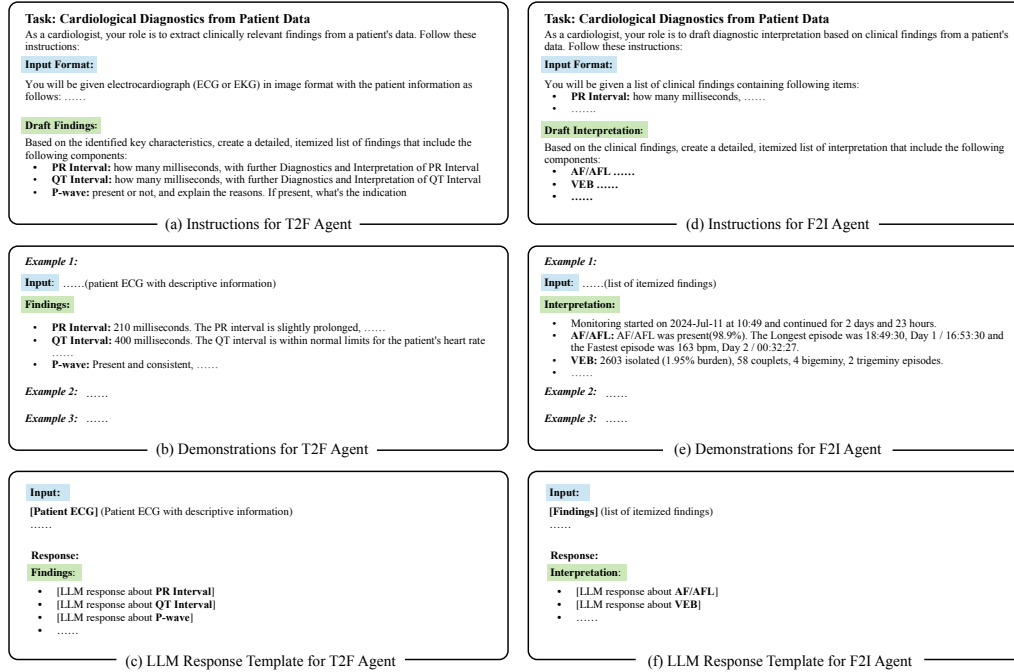 Task: Cardiological Diagnostics from Patient Data
As a cardiologist, your role is to extract clinically relevant findings from a patient's data. Follow these
instructions:
Input Format:
You will be given electrocardiograph (ECG or EKG) in image format with the patient information as
follows: ……
Draft Findings:
Based on the identified key characteristics, create a detailed, itemized list of findings that include the
following components:
• PR Interval: how many milliseconds, with further Diagnostics and Interpretation of PR Interval
• QT Interval: how many milliseconds, with further Diagnostics and Interpretation of QT Interval
• P-wave: present or not, and explain the reasons. If present, what's the indication
(a) Instructions for T2F Agent
Example 1:
Input: ……(patient ECG with descriptive information)
Findings:
• PR Interval: 210 milliseconds. The PR interval is slightly prolonged, ……
• QT Interval: 400 milliseconds. The QT interval is within normal limits for the patient's heart rate
……
• P-wave: Present and consistent, ……
Example 2: ……
Example 3: ……
(b) Demonstrations for T2F Agent
Input:
[Patient ECG] (Patient ECG with descriptive information)
……
Response:
Findings:
• [LLM response about PR Interval]
• [LLM response about QT Interval]
• [LLM response about P-wave]
• ……
(c) LLM Response Template for T2F Agent
Task: Cardiological Diagnostics from Patient Data
As a cardiologist, your role is to draft diagnostic interpretation based on clinical findings from a patient's
data. Follow these instructions:
Input Format:
You will be given a list of clinical findings containing following items:
• PR Interval: how many milliseconds, ……
• …….
Draft Interpretation:
Based on the clinical findings, create a detailed, itemized list of interpretation that include the following
components:
• AF/AFL ……
• VEB ……
• ……
(d) Instructions for F2I Agent
Example 1:
Input: ……(list of itemized findings)
Interpretation:
• Monitoring started on 2024-Jul-11 at 10:49 and continued for 2 days and 23 hours.
• AF/AFL: AF/AFL was present(98.9%). The Longest episode was 18:49:30, Day 1 / 16:53:30 and
the Fastest episode was 163 bpm, Day 2 / 00:32:27.
• VEB: 2603 isolated (1.95% burden), 58 couplets, 4 bigeminy, 2 trigeminy episodes.
• ……
Example 2: ……
Example 3: ……
(e) Demonstrations for F2I Agent
Input:
[Findings] (list of itemized findings)
……
Response:
Interpretation:
• [LLM response about AF/AFL]
• [LLM response about VEB]
• ……
(f) LLM Response Template for F2I Agent